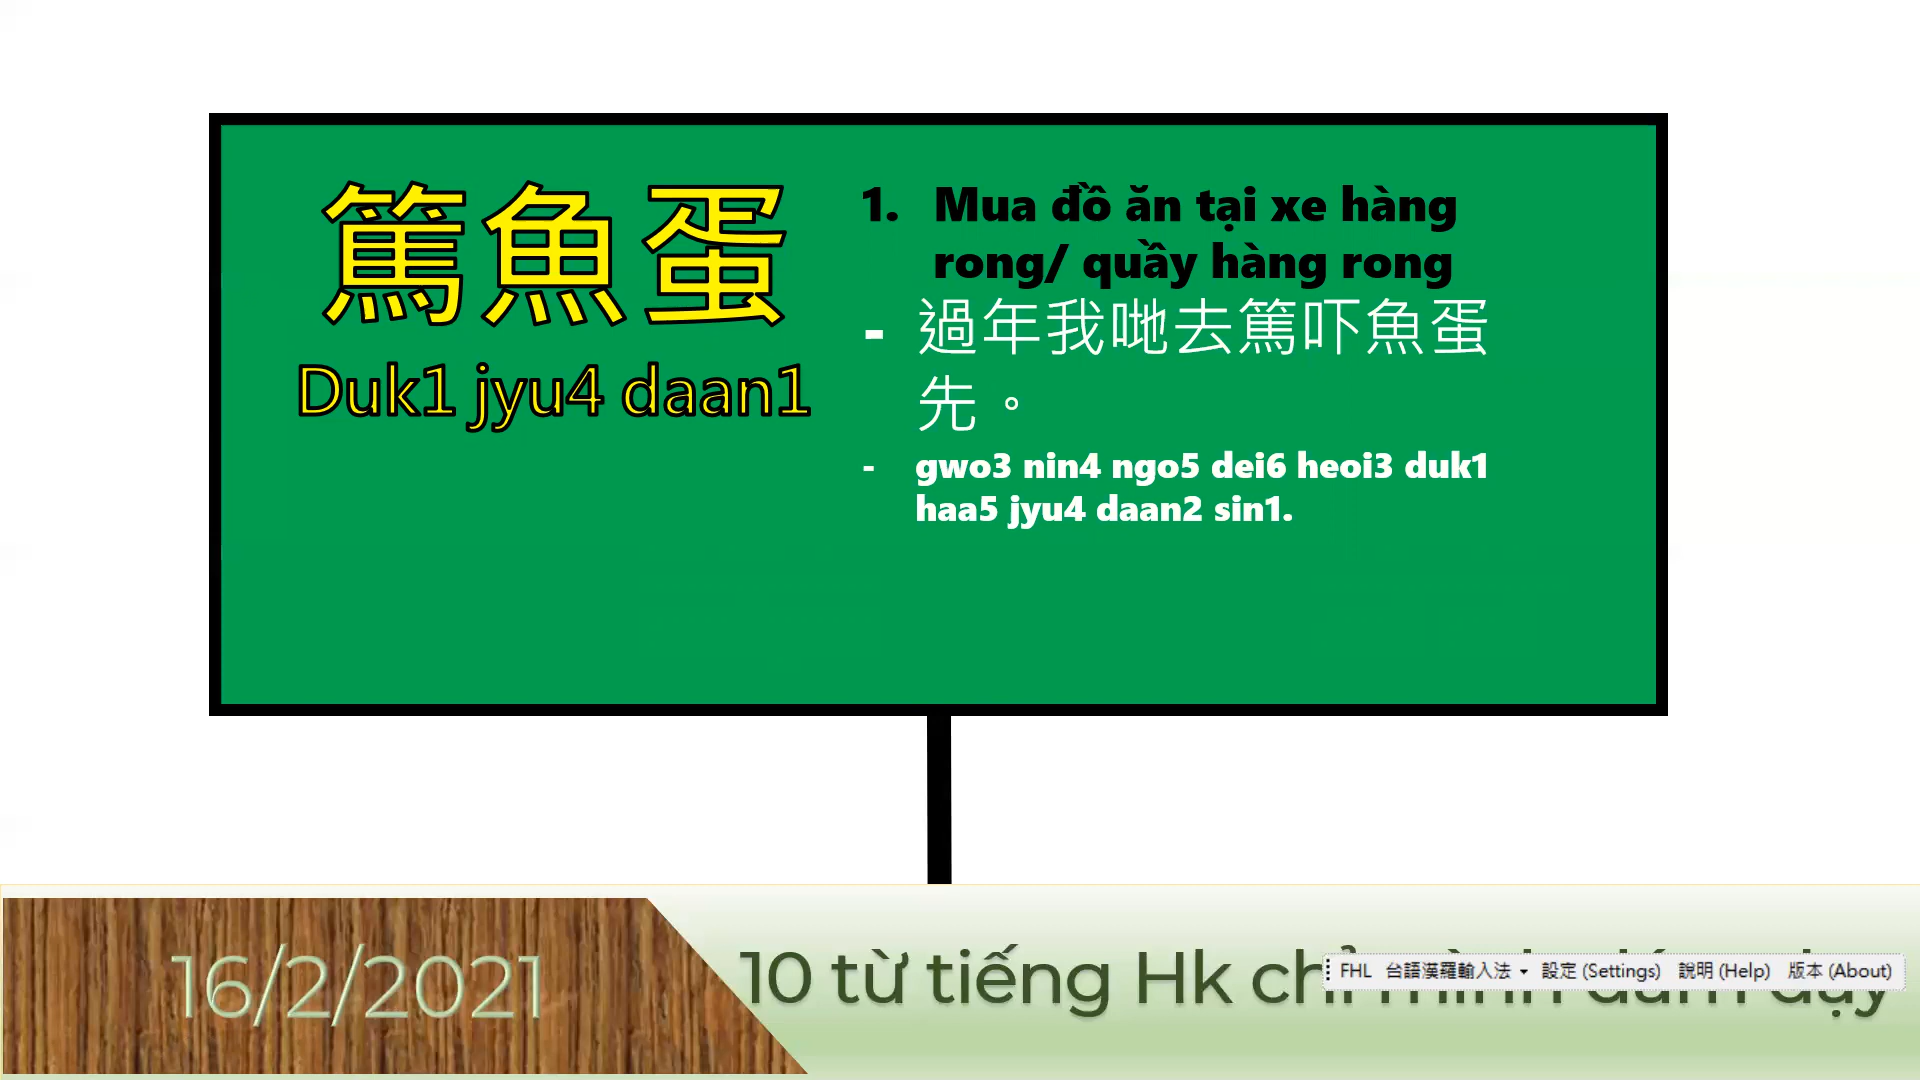 篤魚蛋
Duk1 jyu4 daan1
1. Mua đồ ăn tại xe hàng
rong/ quầy hàng rong
- 過年我哋去篤吓魚蛋
先。
- gwo3 nin4 ngo5 dei6 heoi3 duk1
haa5 jyu4 daan2 sin1.
16/2/2021
10 từ tiếng Hk chỉ
FHL 台語漢羅輸入法 設定 (Settings) 說明 (Help) 版本 (About)